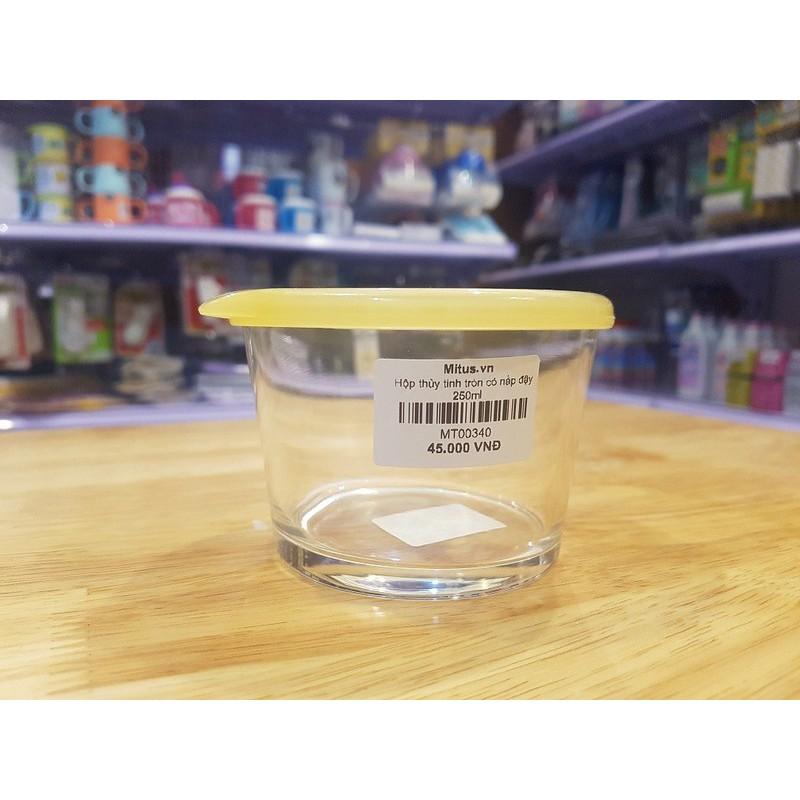 Mitus.vn
Hộp thủy tinh tròn có nắp đậy
250ml
MT00340
45.000 VNĐ